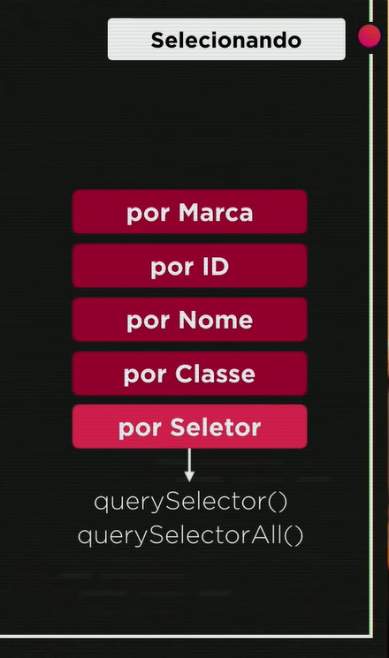 Selecionando
por Marca
por ID
por Nome
por Classe
por Seletor
querySelector()
querySelectorAll()